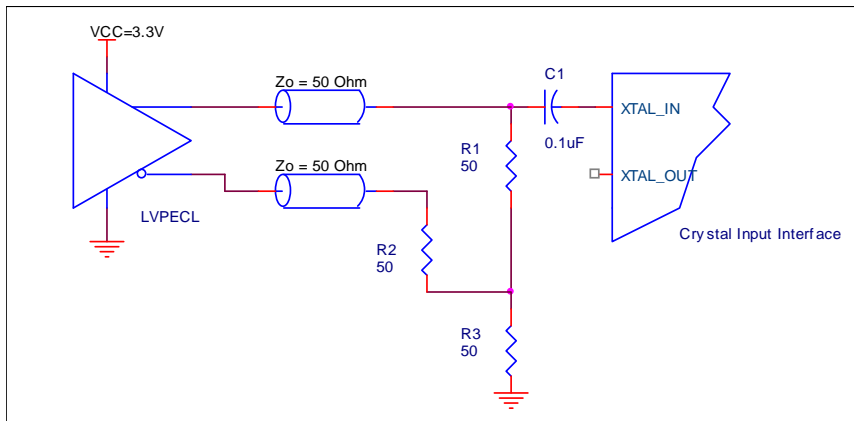 VCC=3.3V
Zo = 50 Ohm
C1
XTAL_IN
R1
50
0.1uF
Zo = 50 Ohm
XTAL_OUT
LVPECL
Crystal Input Interface
R2
50
R3
50